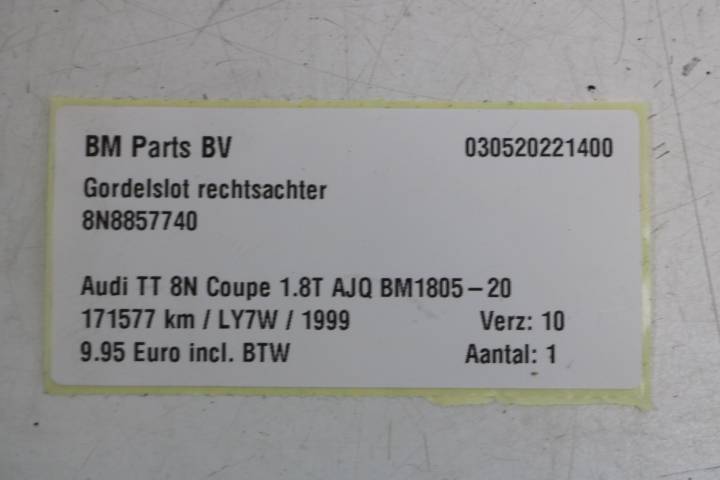 BM Parts BV 030520221400
Gordelslot rechtsachter
8N8857740
Audi TT 8N Coupe 1.8T AJQ BM1805-20
171577 km / LY7W / 1999 Verz: 10
9.95 Euro incl. BTW Aantal: 1